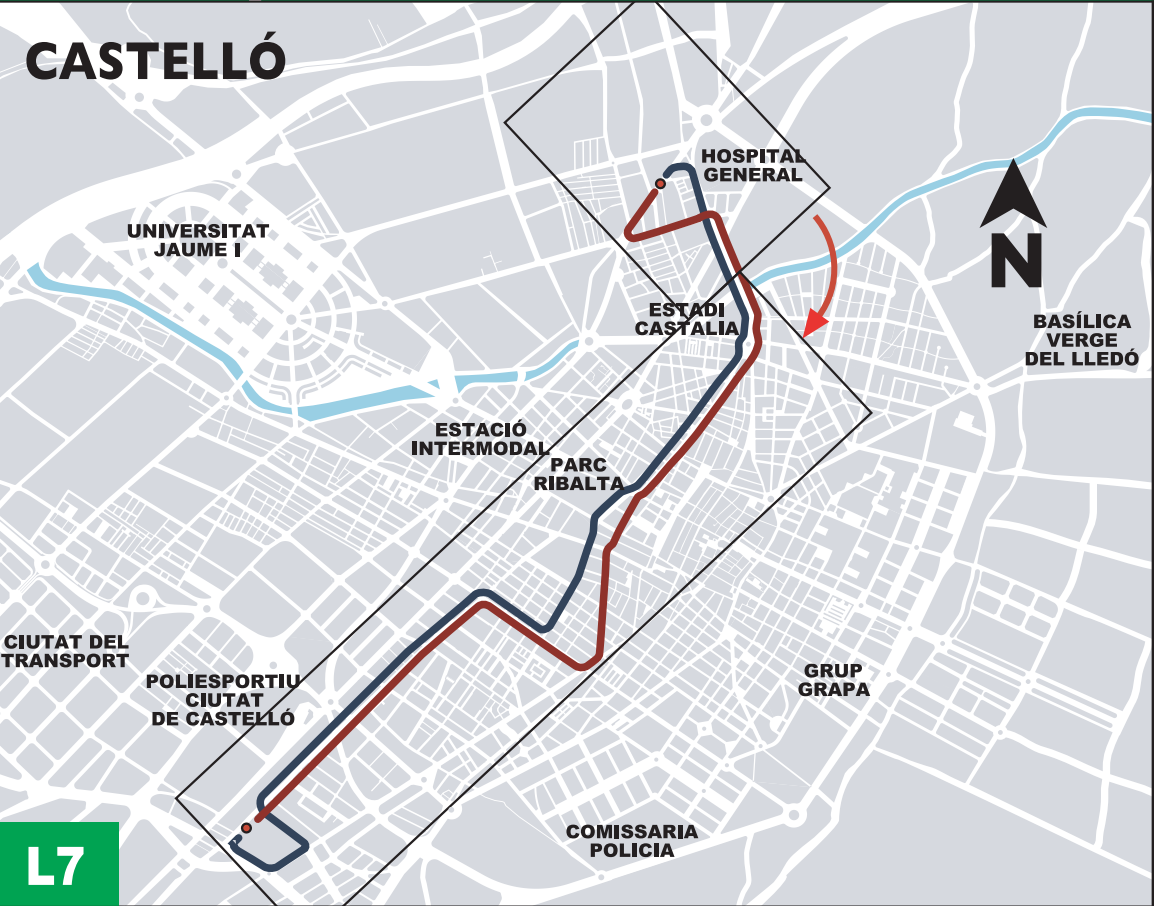 CASTELLÓ
HOSPITAL
GENERAL
UNIVERSITAT
JAUME I
N
ESTADI
CASTALIA
BASÍLICA
VERGE
DEL LLEDÓ
ESTACIÓ
INTERMODAL
PARC
RIBALTA
CIUTAT DEL
TRANSPORT
POLIESPORTIU
CIUTAT
DE CASTELLÓ
GRUP
GRAPA
COMISSARIA
POLICIA
L7